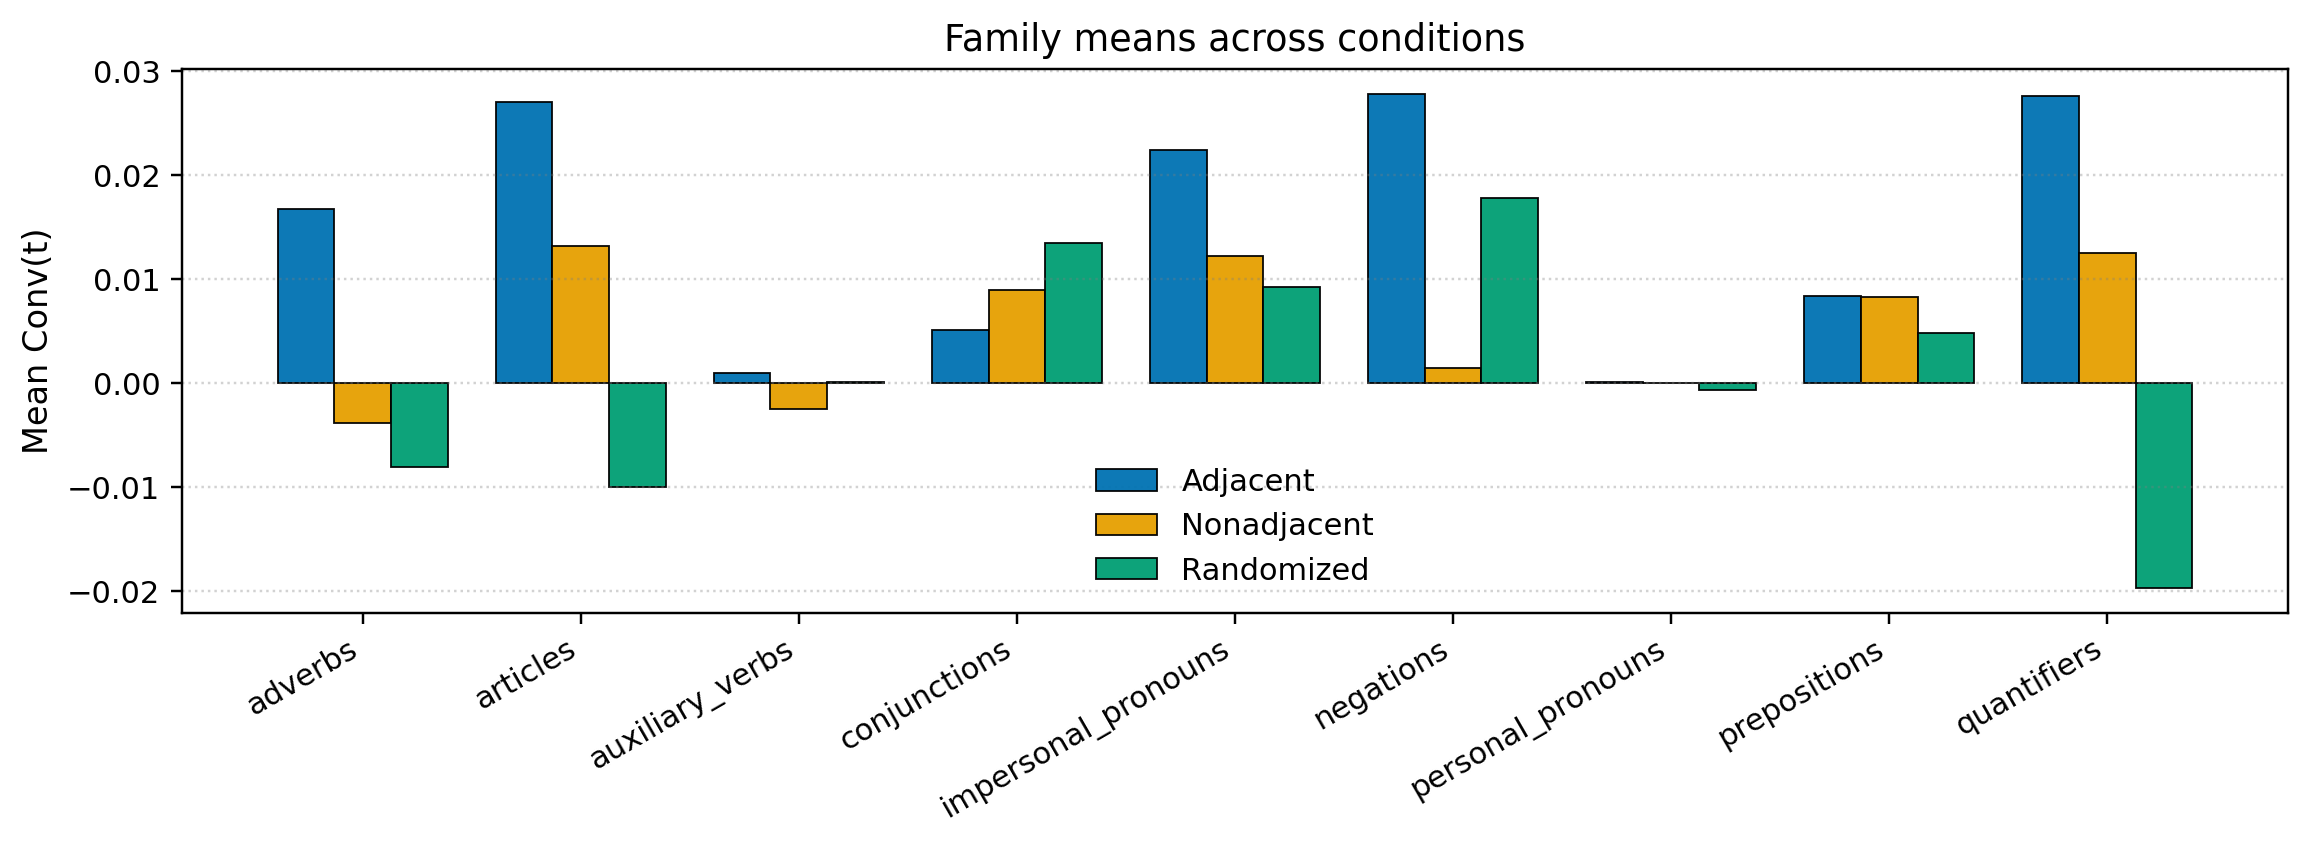 Family means across conditions
Mean Conv(t)
0.03
0.02
0.01
0.00
−0.01
−0.02
Adjacent
Nonadjacent
Randomized
adverbs
articles
auxiliary_verbs
conjunctions
impersonal_pronouns
negations
personal_pronouns
prepositions
quantifiers